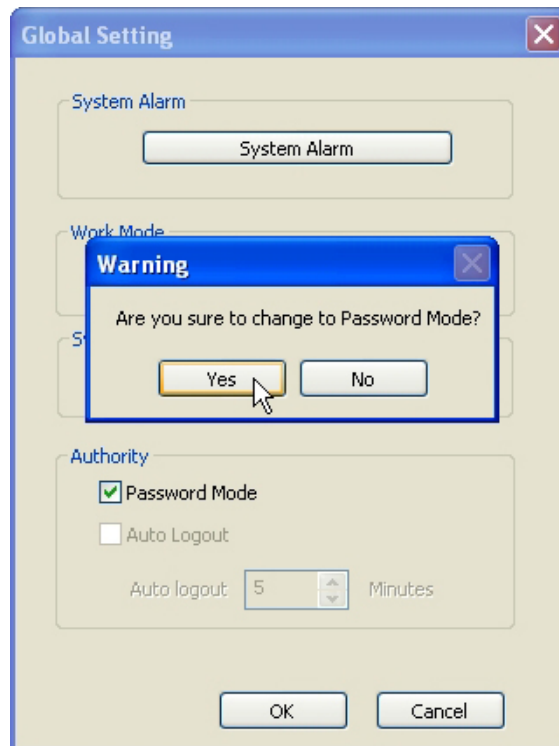 Global Setting
System Alarm
System Alarm
Work Mode
Warning
Are you sure to change to Password Mode?
Yes No
Authority
Password Mode
Auto Logout
Auto logout 5 Minutes
OK Cancel